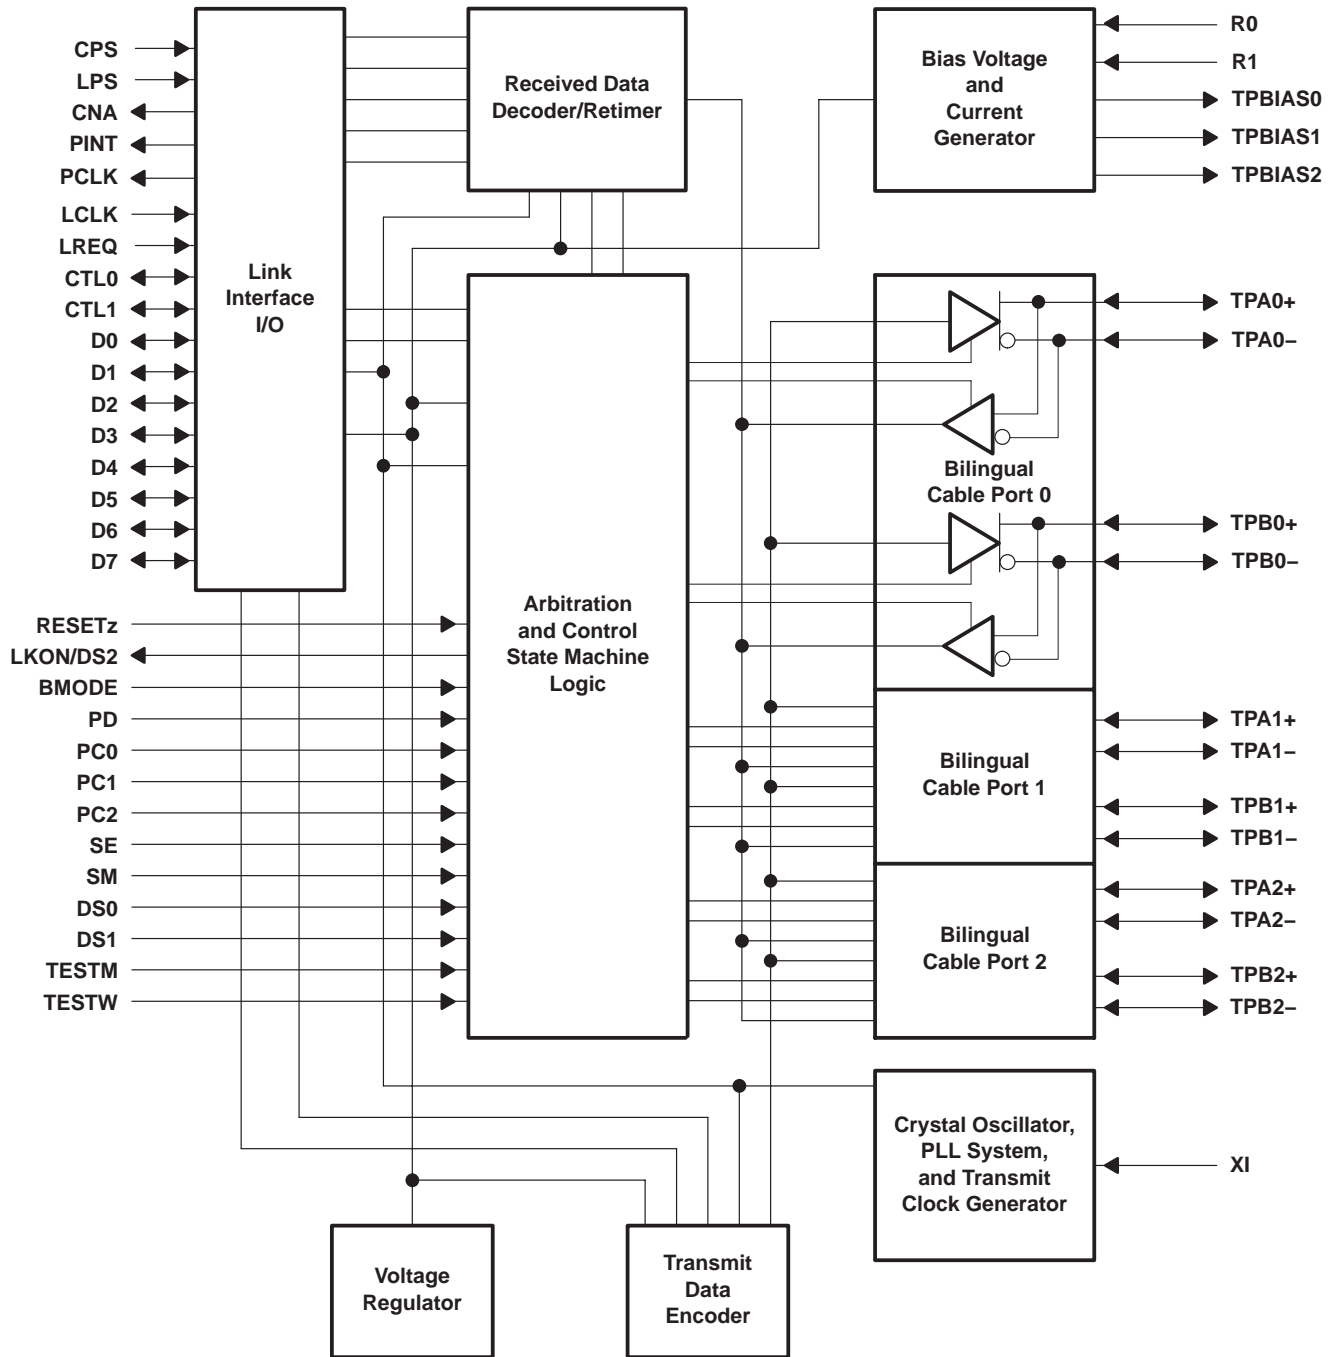 CPS
LPS
CNA
PINT
PCLK
LCLK
LREQ
CTL0
CTL1
D0
D1
D2
D3
D4
D5
D6
D7
RESETz
LKON/DS2
BMODE
PD
PC0
PC1
PC2
SE
SM
DS0
DS1
TESTM
TESTW
Link
Interface
I/O
Received Data
Decoder/Retimer
Arbitration
and Control
State Machine
Logic
Voltage
Regulator
Transmit
Data
Encoder
Bias Voltage
and
Current
Generator
Bilingual
Cable Port 0
Bilingual
Cable Port 1
Bilingual
Cable Port 2
Crystal Oscillator,
PLL System,
and Transmit
Clock Generator
R0
R1
TPBIAS0
TPBIAS1
TPBIAS2
TPA0+
TPA0–
TPB0+
TPB0–
TPA1+
TPA1–
TPB1+
TPB1–
TPA2+
TPA2–
TPB2+
TPB2–
XI